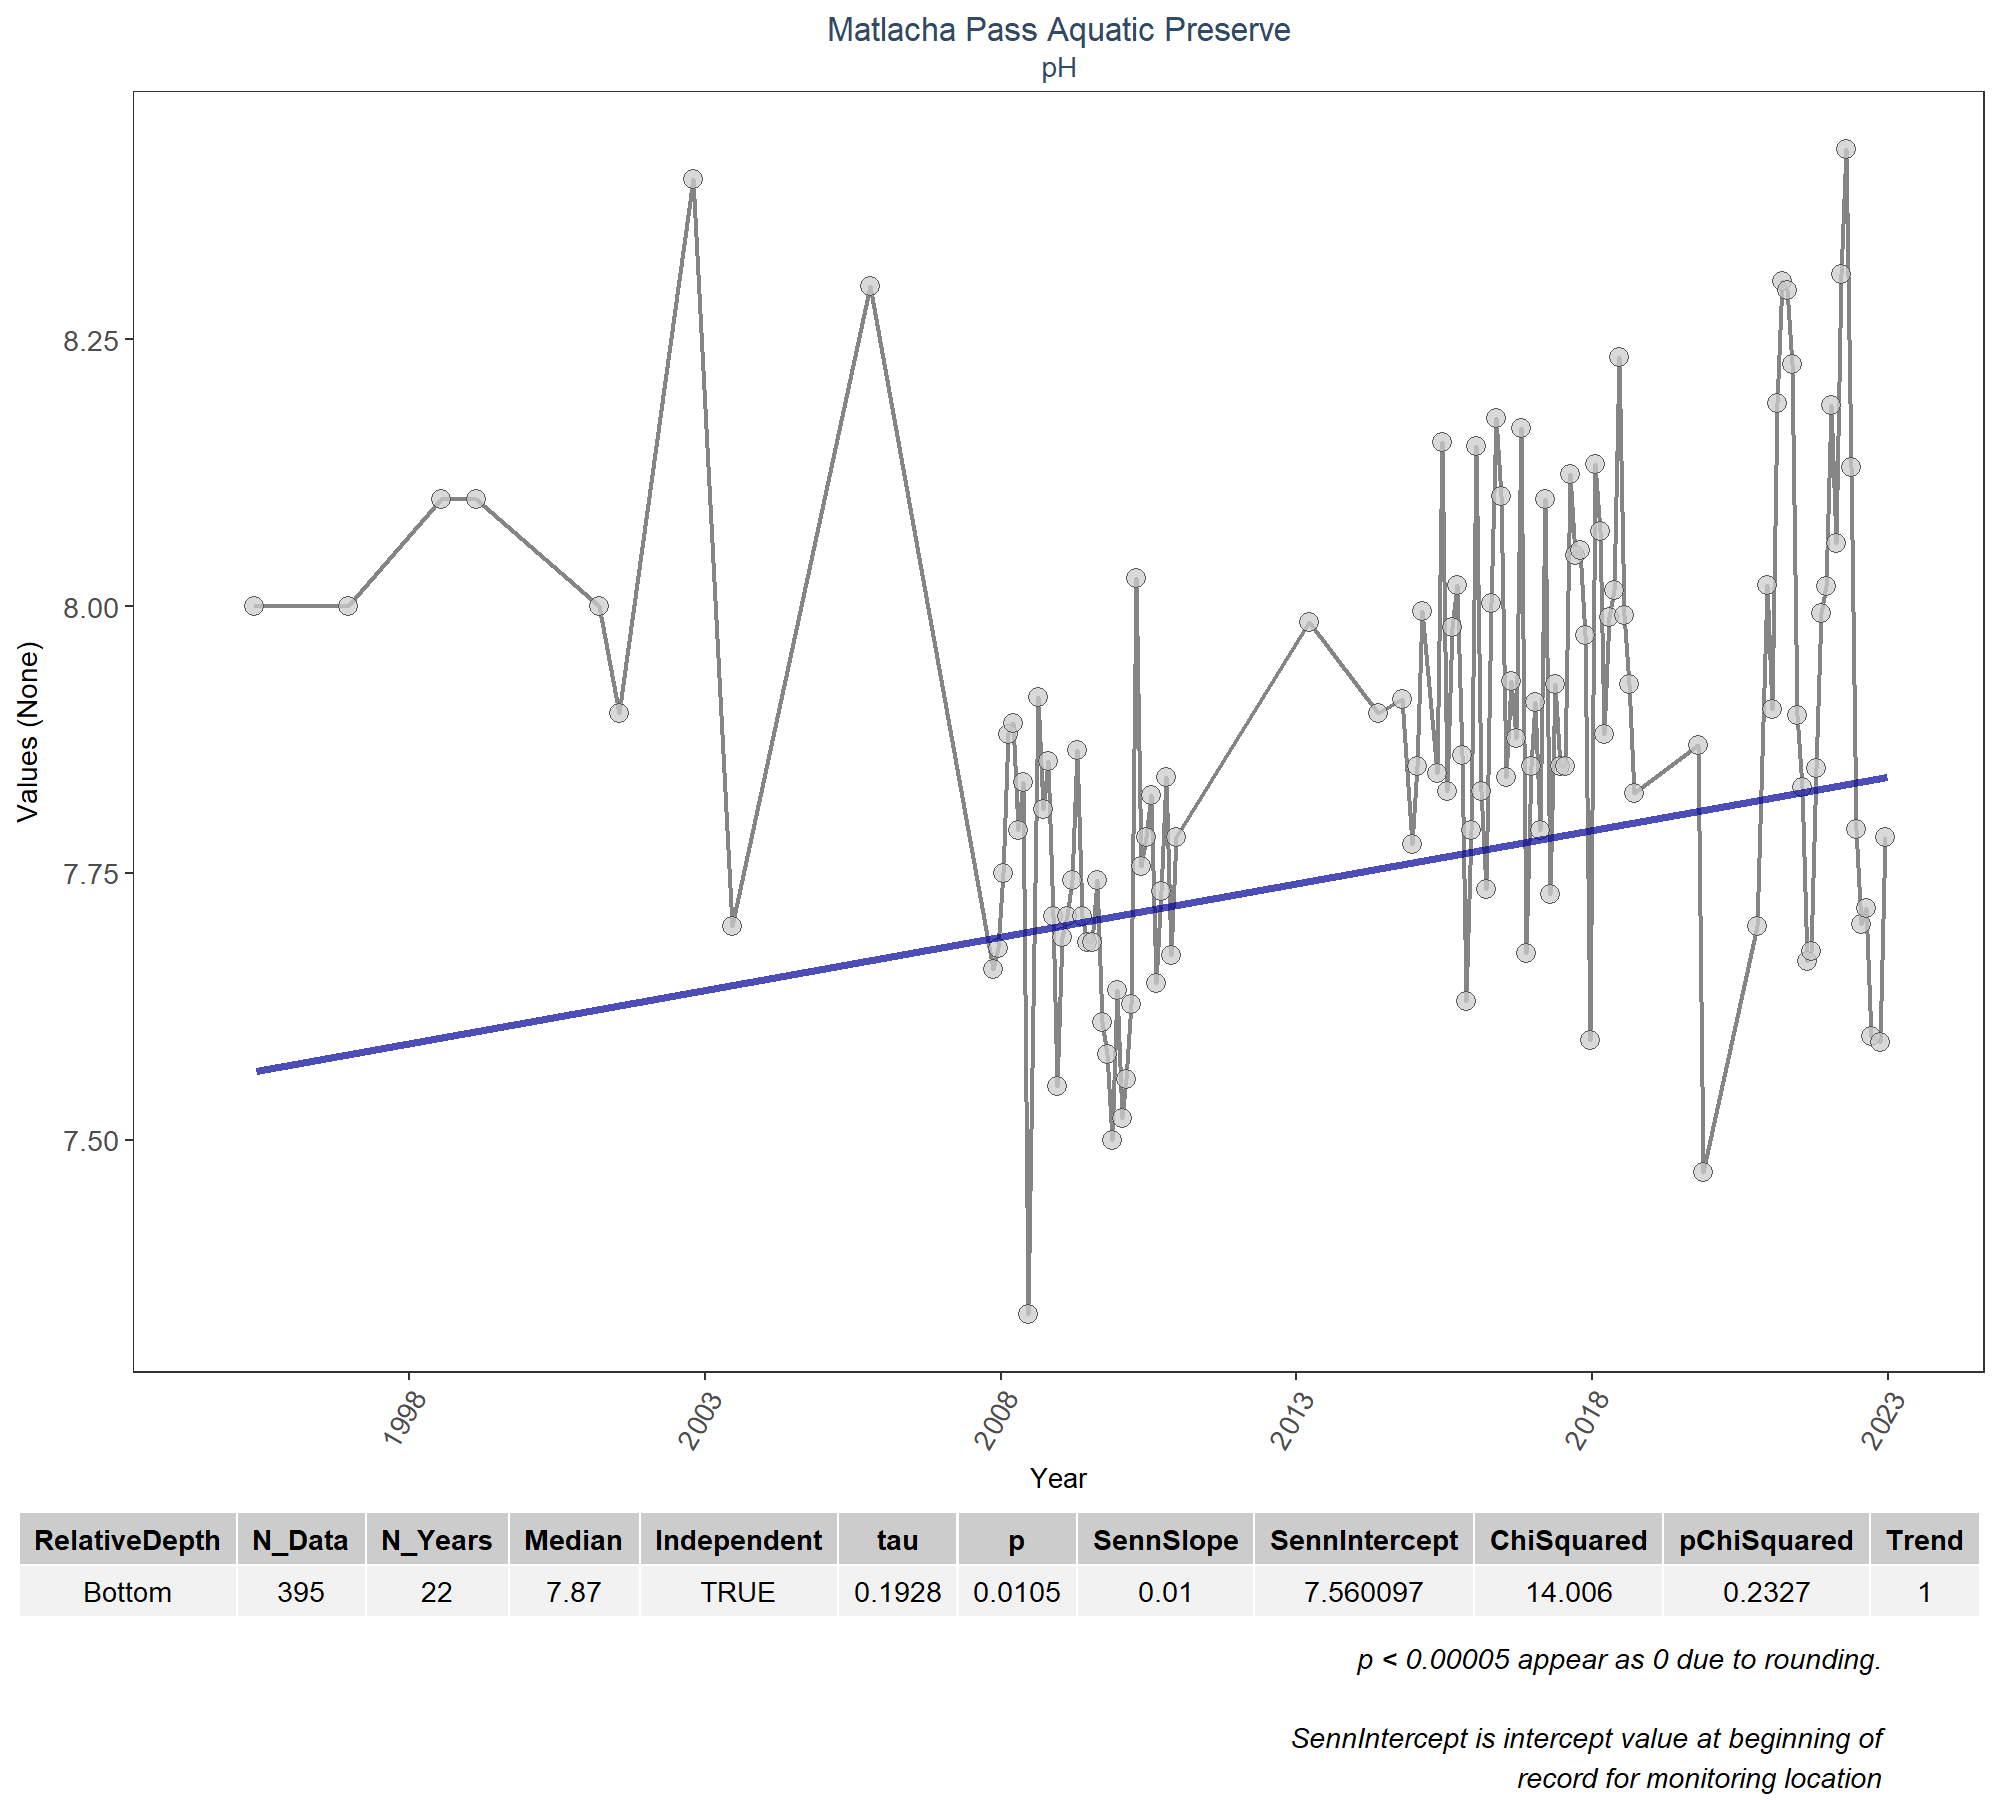 Matlacha Pass Aquatic Preserve
pH
Values (None)
8.25
8.00
7.75
7.50
1998 2003 2008 2013 2018 2023
Year
RelativeDepth N_Data N_Years Median Independent tau p SennSlope SennIntercept ChiSquared pChiSquared Trend
Bottom 395 22 7.87 TRUE 0.1928 0.0105 0.01 7.560097 14.006 0.2327 1
p < 0.00005 appear as 0 due to rounding.
SennIntercept is intercept value at beginning of
record for monitoring location